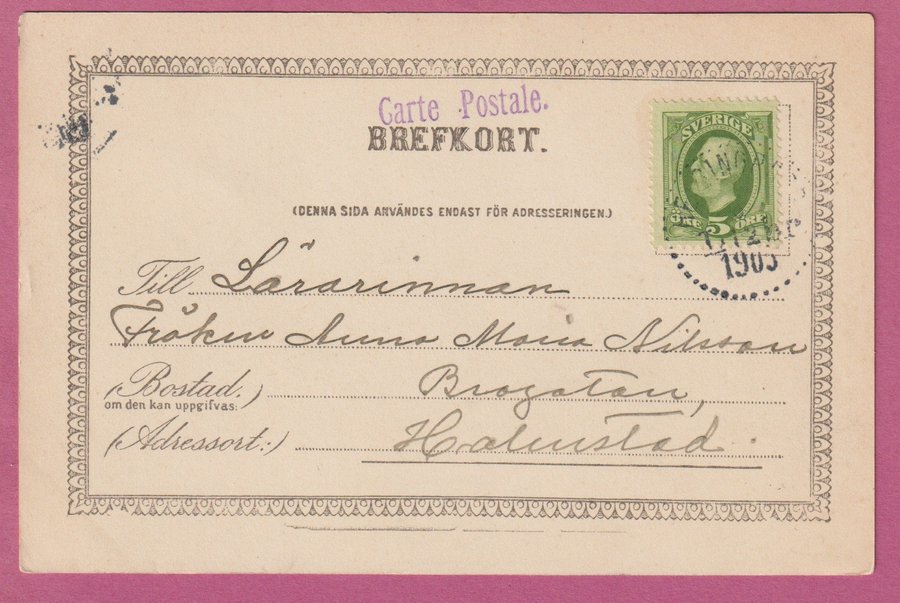 Carte Postale.
BREFKORT.
(DENNA SIDA ANVÄNDES ENDAST FÖR ADRESSERINGEN.)
SVERIGE
ÖRE 5 ÖRE
1903
Till Lärarinnan
Fröken Anna Maria Nilsson
(Bostad.) Brogatan,
om den kan uppgifvas:
(Adressort:) Halmstad.